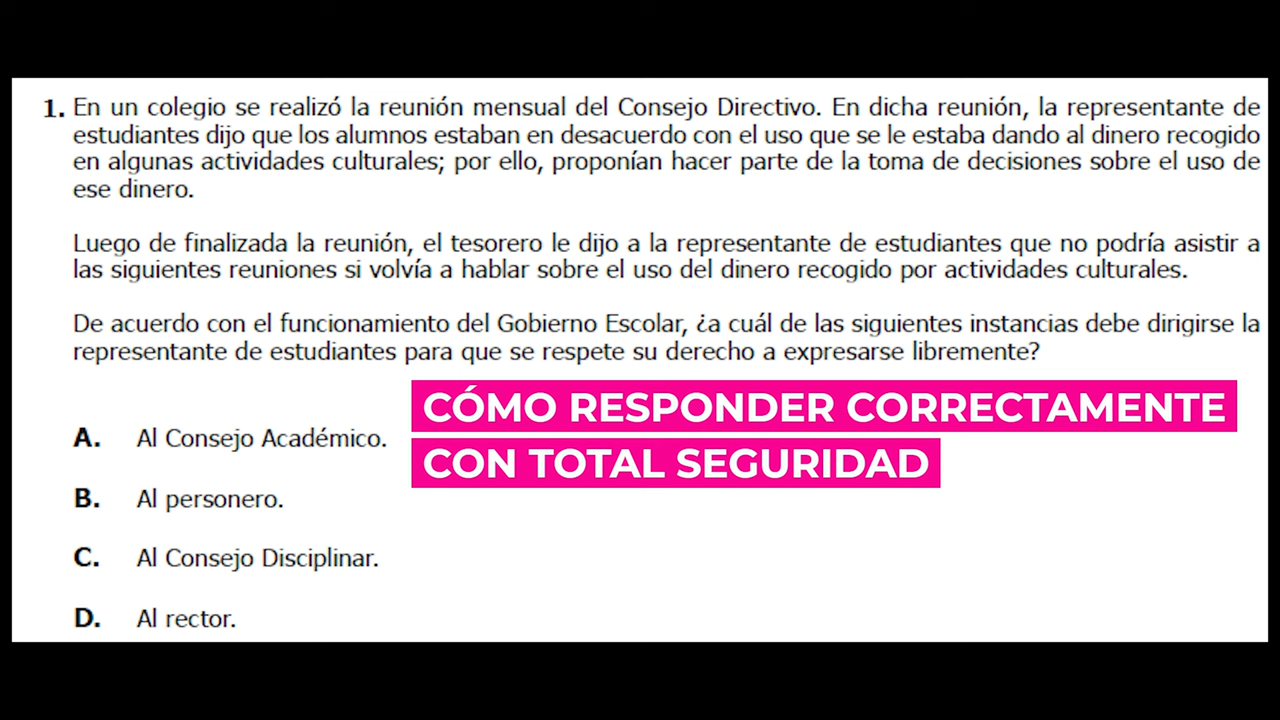 1. En un colegio se realizó la reunión mensual del Consejo Directivo. En dicha reunión, la representante de
estudiantes dijo que los alumnos estaban en desacuerdo con el uso que se le estaba dando al dinero recogido
en algunas actividades culturales; por ello, proponían hacer parte de la toma de decisiones sobre el uso de
ese dinero.
Luego de finalizada la reunión, el tesorero le dijo a la representante de estudiantes que no podría asistir a
las siguientes reuniones si volvía a hablar sobre el uso del dinero recogido por actividades culturales.
De acuerdo con el funcionamiento del Gobierno Escolar, ¿a cuál de las siguientes instancias debe dirigirse la
representante de estudiantes para que se respete su derecho a expresarse libremente?
CÓMO RESPONDER CORRECTAMENTE
CON TOTAL SEGURIDAD
A. Al Consejo Académico.
B. Al personero.
C. Al Consejo Disciplinar.
D. Al rector.